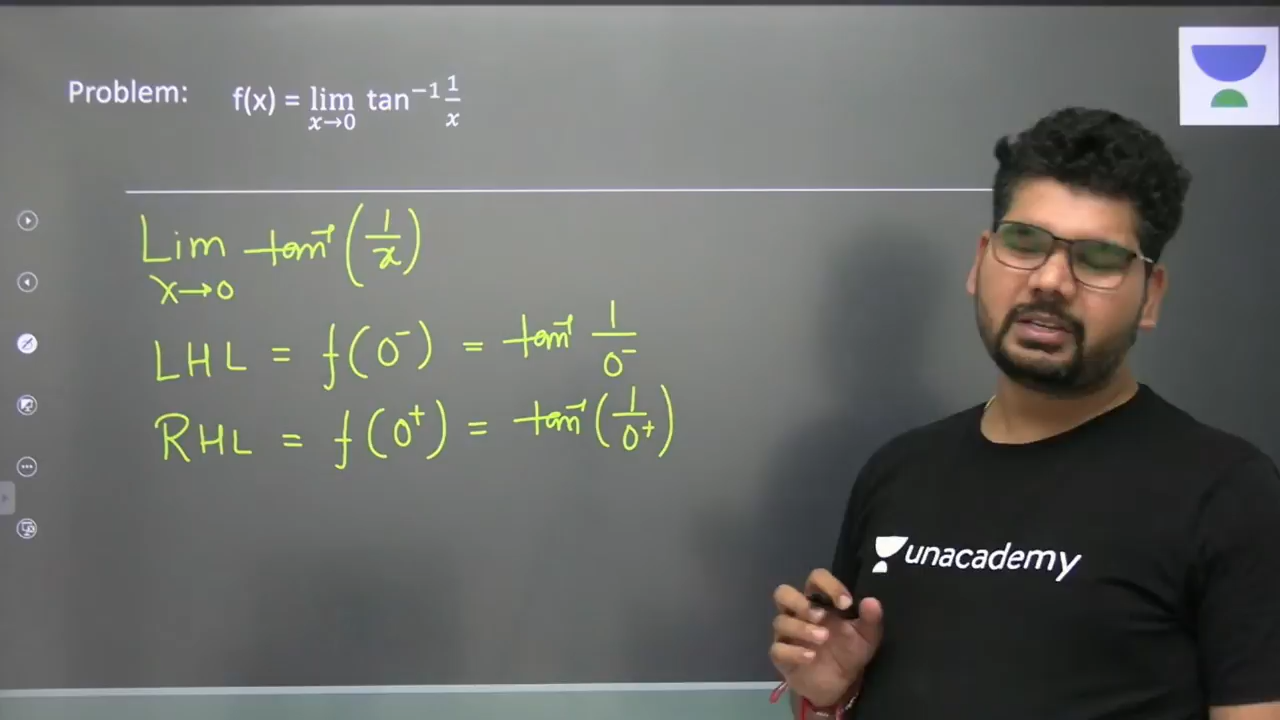 Problem: f(x) = lim x→0 tan⁻¹ 1/x
Lim x→0 tan⁻¹ (1/x)
LHL = f(0⁻) = tan⁻¹ 1/0⁻
RHL = f(0⁺) = tan⁻¹ (1/0⁺)
unacademy